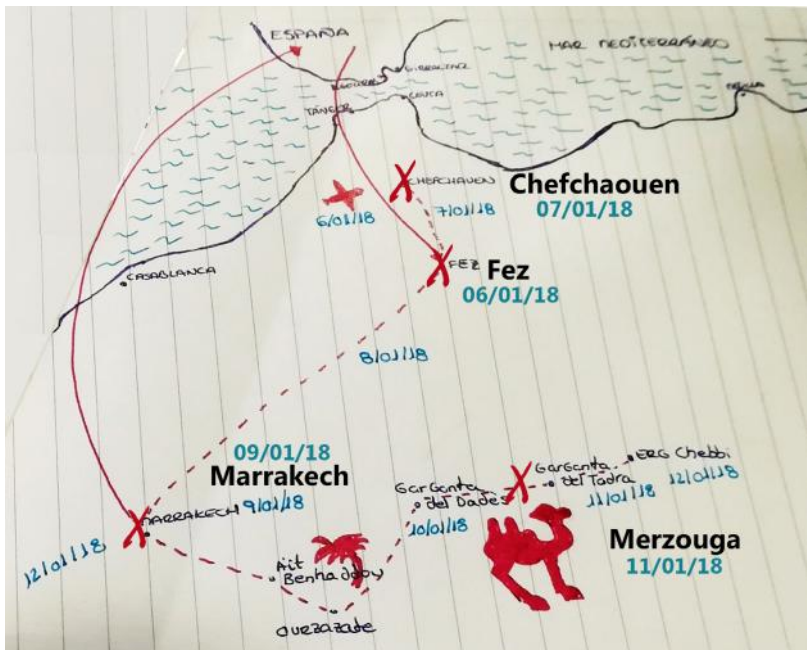 ESPAÑA
MAR MEDITERRÁNEO
GIBRALTAR
ALGECIRAS
TÁNGER
CEUTA
MELILLA
CHEFCHAUEN
Chefchaouen
07/01/18
6/01/18
7/01/18
FEZ
Fez
06/01/18
CASABLANCA
8/01/18
09/01/18
Marrakech
MARRAKECH 9/01/18
12/01/18
Ait
Benhaddou
OURZAZATE
GarGanta
del Dades
10/01/18
GarGanta
del Todra
11/01/18
ERG Chebbi
12/01/18
Merzouga
11/01/18